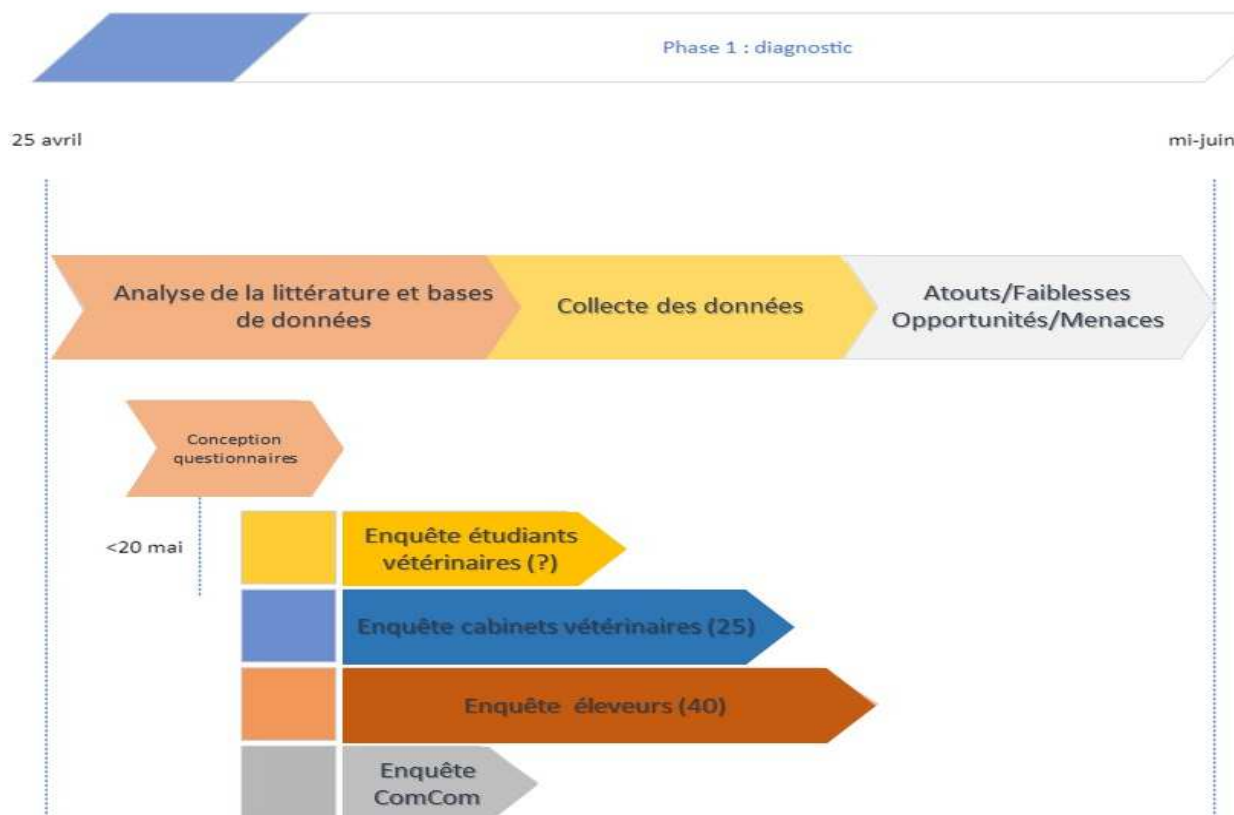 Phase 1 : diagnostic
25 avril
mi-juin
Analyse de la littérature et bases
de données
Collecte des données
Atouts/Faiblesses
Opportunités/Menaces
Conception
questionnaires
<20 mai
Enquête étudiants
vétérinaires (?)
Enquête cabinets vétérinaires (25)
Enquête éleveurs (40)
Enquête
ComCom